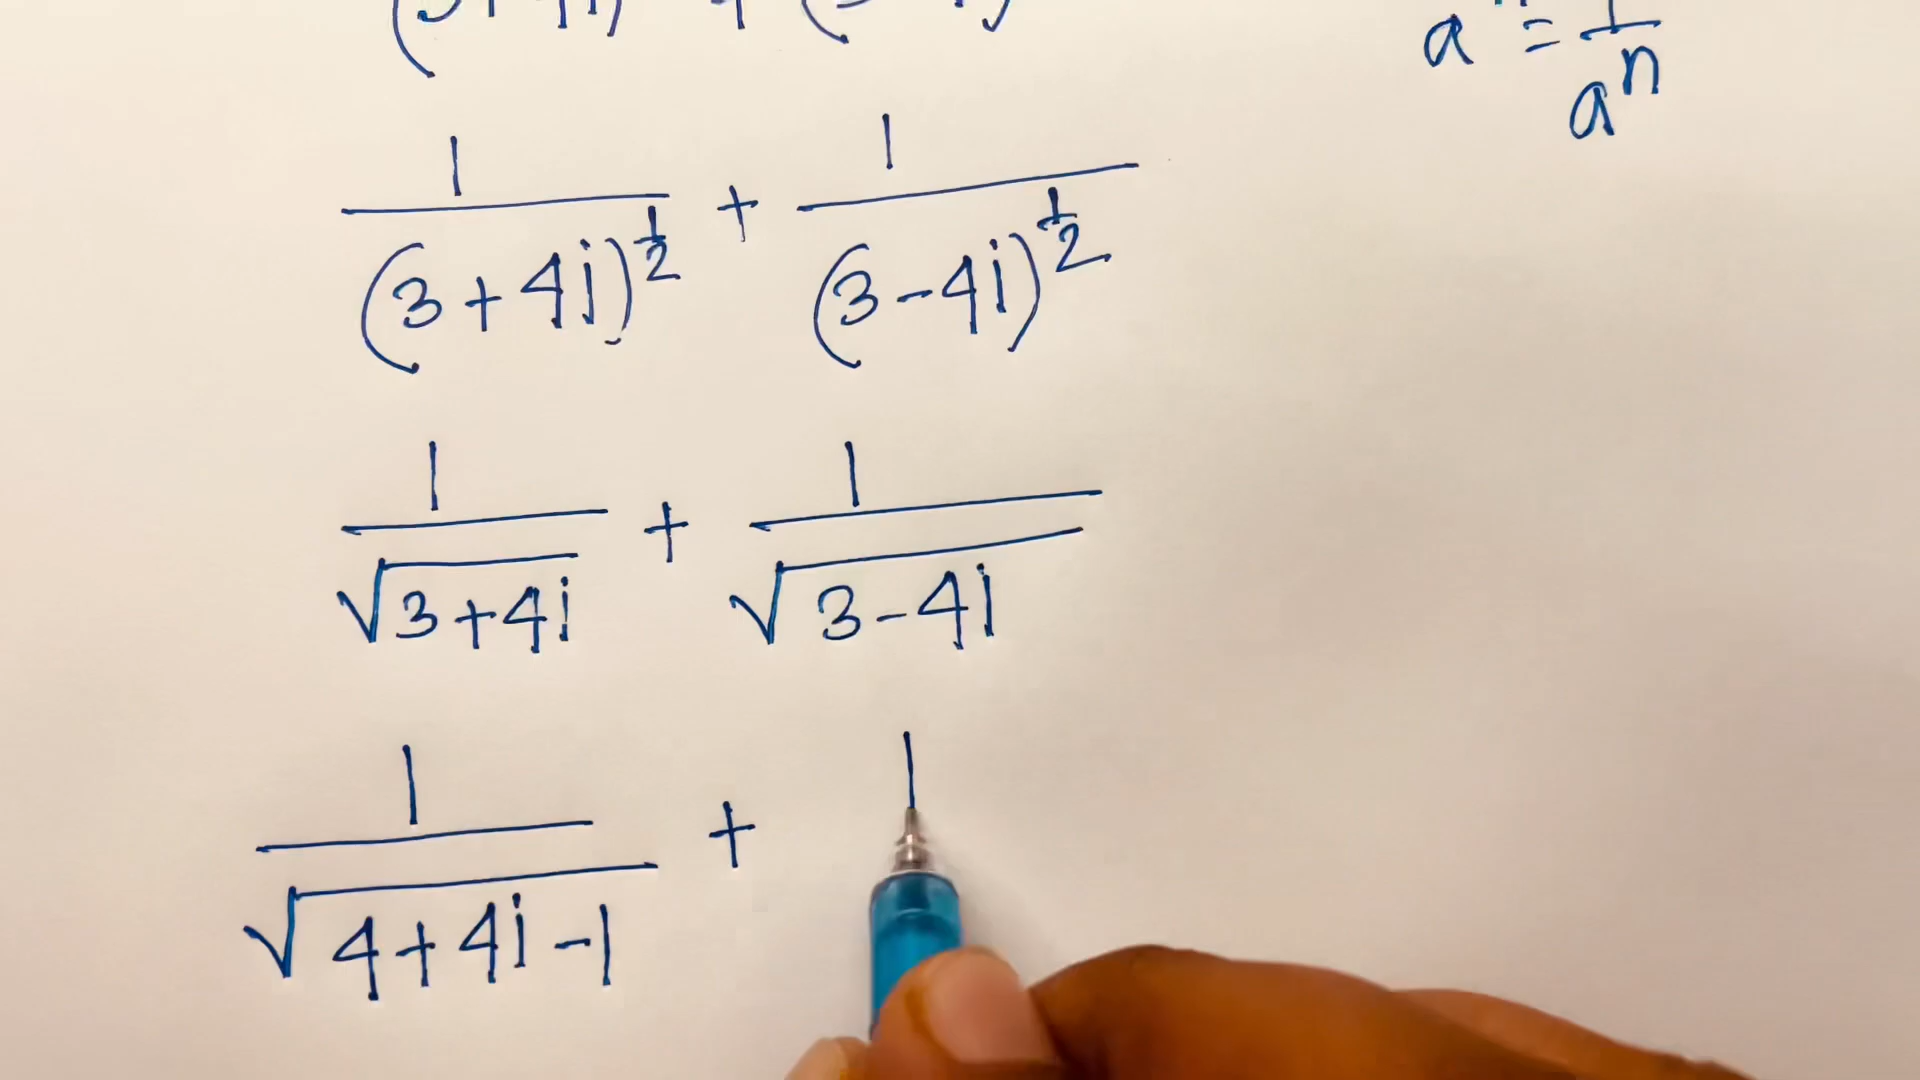 a = 1/a^n
1/(3+4i)^1/2 + 1/(3-4i)^1/2
1/√3+4i + 1/√3-4i
1/√4+4i-1 + 1